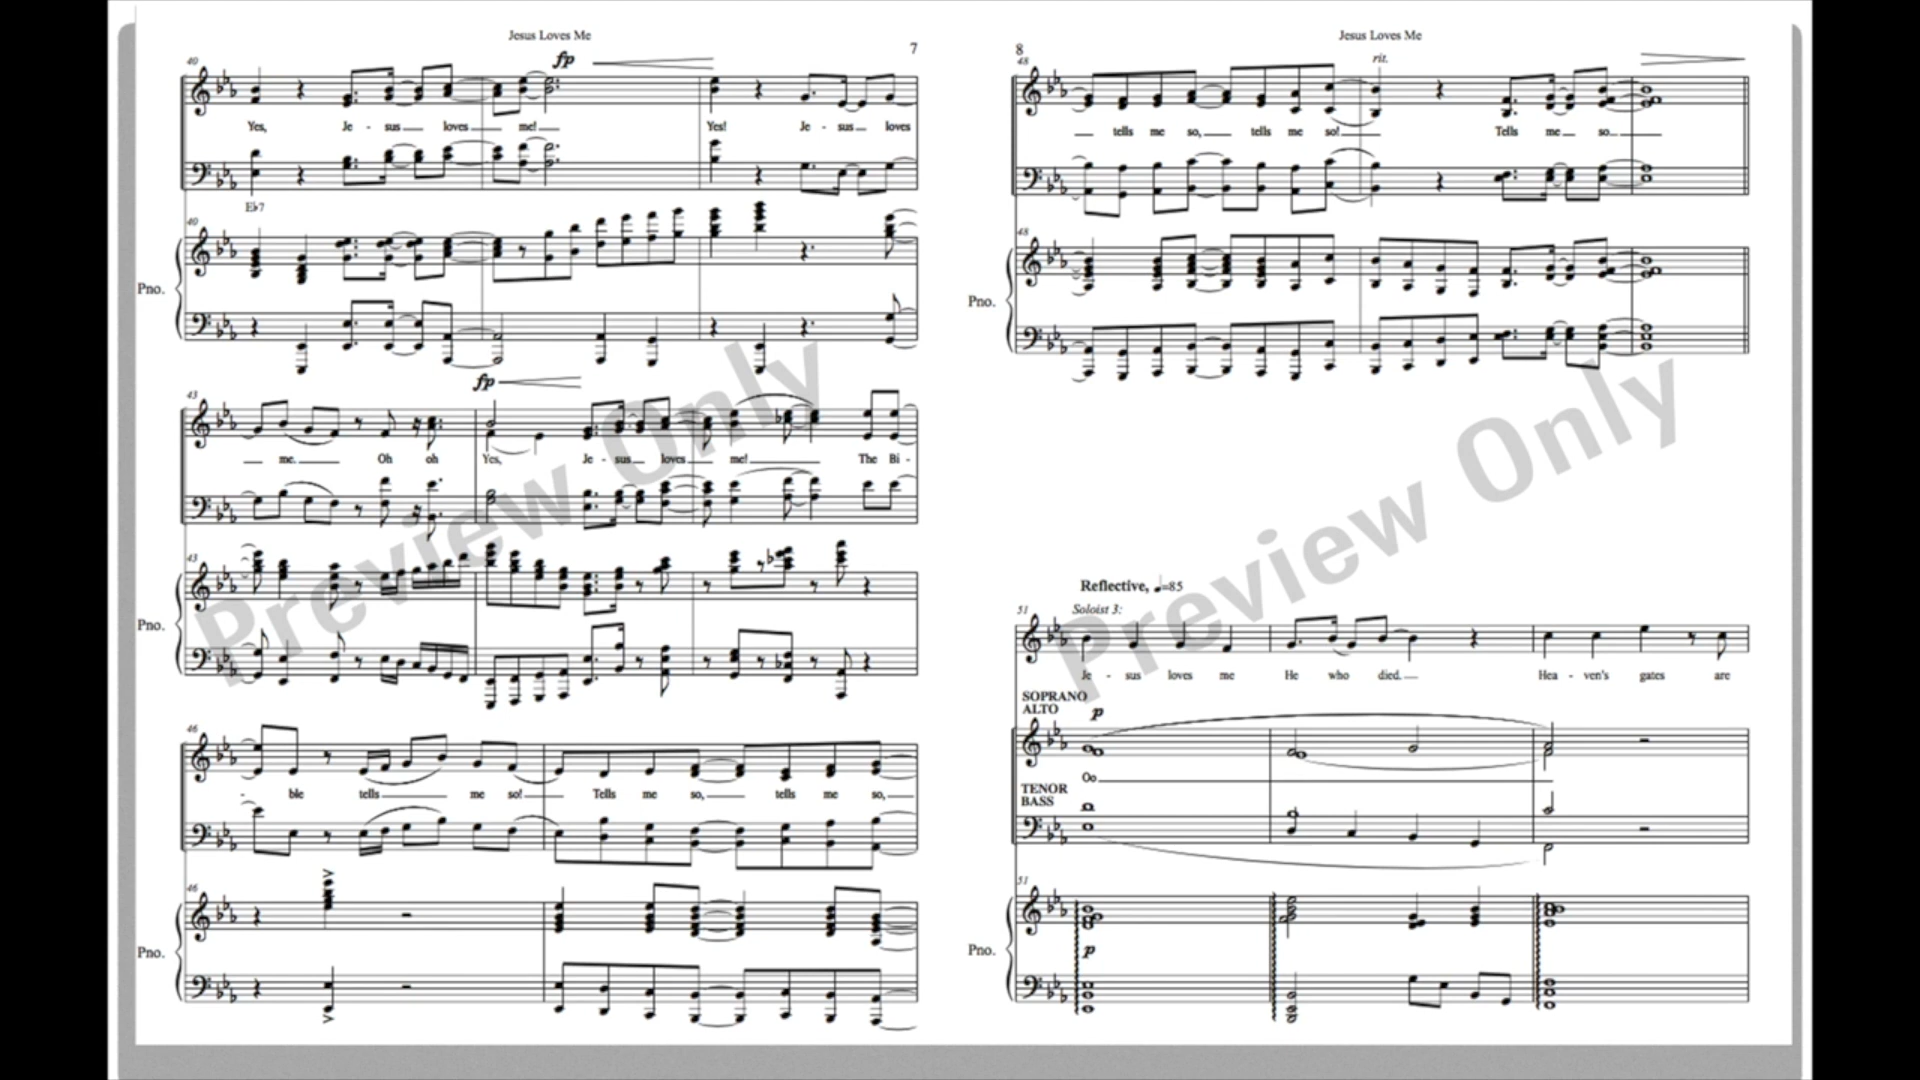 Jesus Loves Me
7
40
fp
Yes, Je - sus loves me! Yes! Je - sus loves
E♭7
40
Pno.
fp
43
me. Oh oh Yes, Je - sus loves me! The Bi -
43
Pno.
46
- ble tells me so! Tells me so, tells me so,
46
Pno.
Jesus Loves Me
8
48
rit.
tells me so, tells me so! Tells me so.
48
Pno.
Reflective, ♩=85
51
Soloist 3:
Je - sus loves me He who died. Hea - ven's gates are
SOPRANO
ALTO
p
Oo
TENOR
BASS
51
p
Pno.
Preview Only
Preview Only